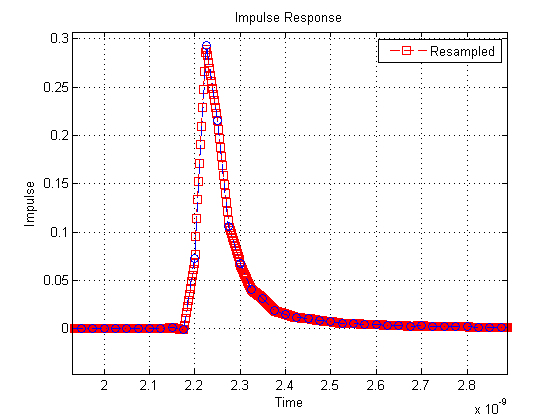 Impulse Response
Resampled
Impulse
0.3
0.25
0.2
0.15
0.1
0.05
0
2 2.1 2.2 2.3 2.4 2.5 2.6 2.7 2.8
Time
x 10⁻⁹